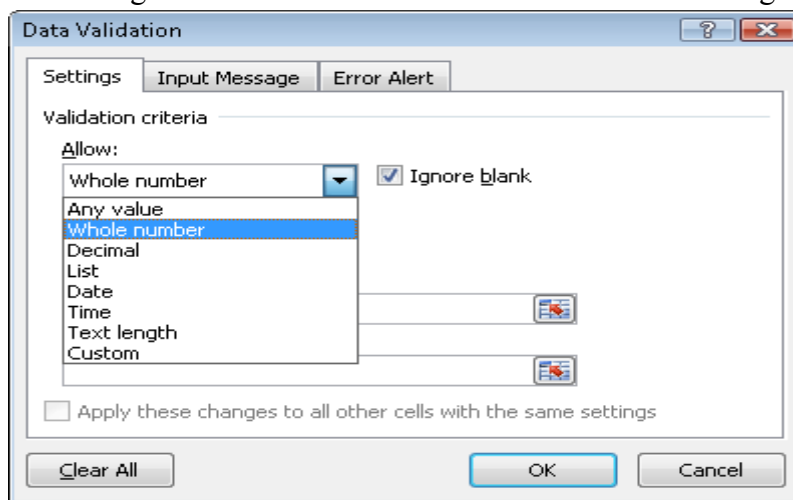 Data Validation
Settings Input Message Error Alert
Validation criteria
Allow:
Whole number Ignore blank
Any value
Whole number
Decimal
List
Date
Time
Text length
Custom
Apply these changes to all other cells with the same settings
Clear All OK Cancel